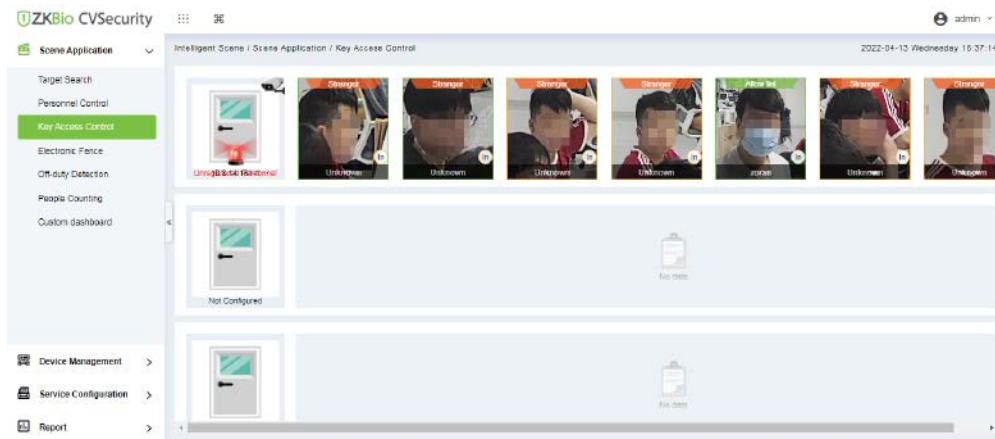 ZKBio CVSecurity
admin
Scene Application
Intelligent Scene / Scene Application / Key Access Control
2022-04-13 Wednesday 16:37:14
Target Search
Personnel Control
Key Access Control
Electronic Fence
Off-duty Detection
People Counting
Custom dashboard
Stranger Stranger Stranger Stranger Allow list Stranger Stranger
In In In In In In
Unknown Unknown Unknown Unknown zoran Unknown Unknown
No data
Not Configured
No data
Device Management
Service Configuration
Report